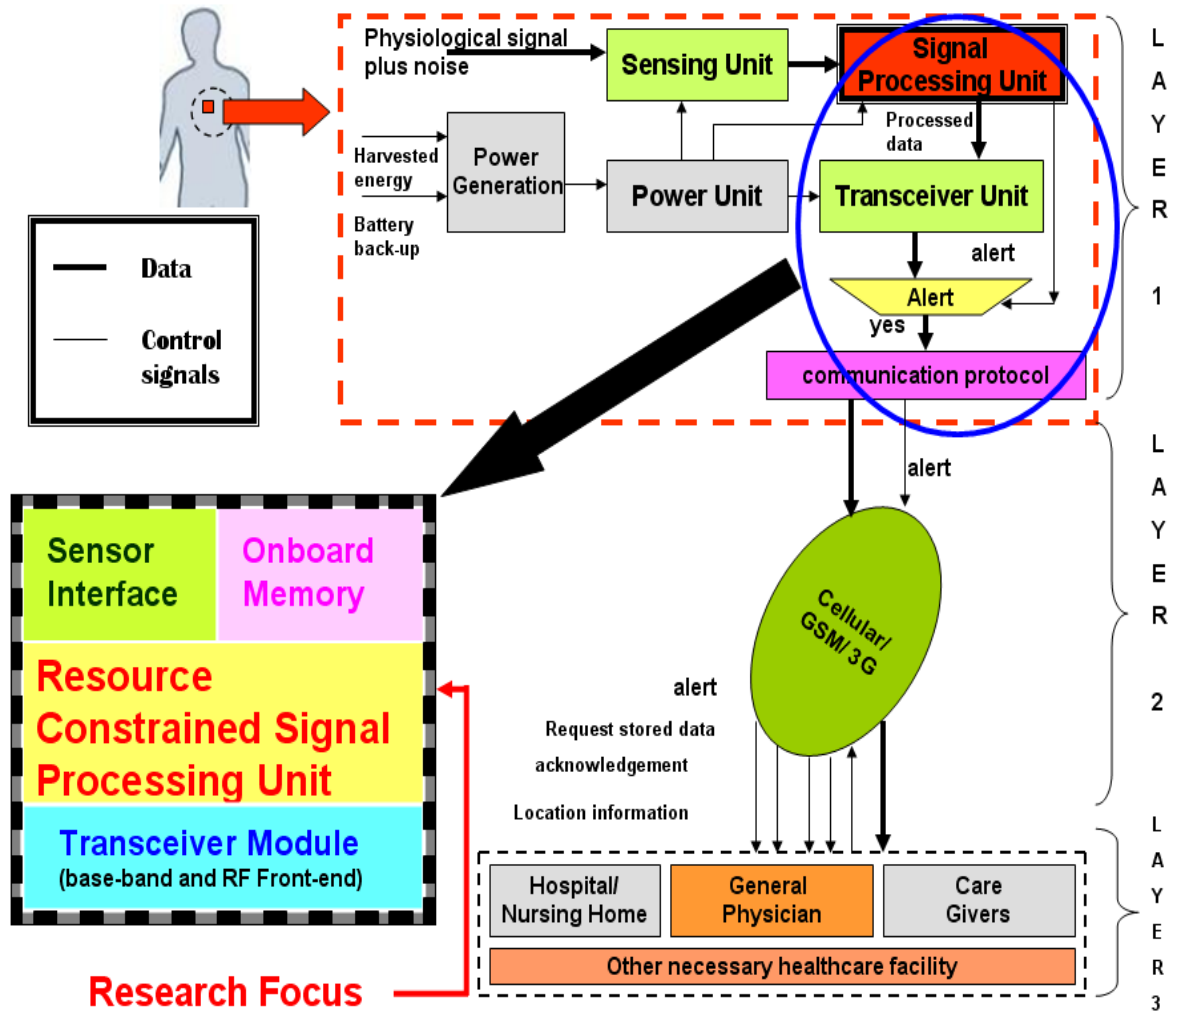 Physiological signal
plus noise
Sensing Unit
Signal
Processing Unit
Harvested
energy
Battery
back-up
Power
Generation
Power Unit
Processed
data
Transceiver Unit
alert
Alert
yes
communication protocol
LAYER 1
Data
Control
signals
alert
Cellular/
GSM/ 3G
LAYER 2
alert
Request stored data
acknowledgement
Location information
Sensor
Interface
Onboard
Memory
Resource
Constrained Signal
Processing Unit
Transceiver Module
(base-band and RF Front-end)
Research Focus
Hospital/
Nursing Home
General
Physician
Care
Givers
Other necessary healthcare facility
LAYER 3